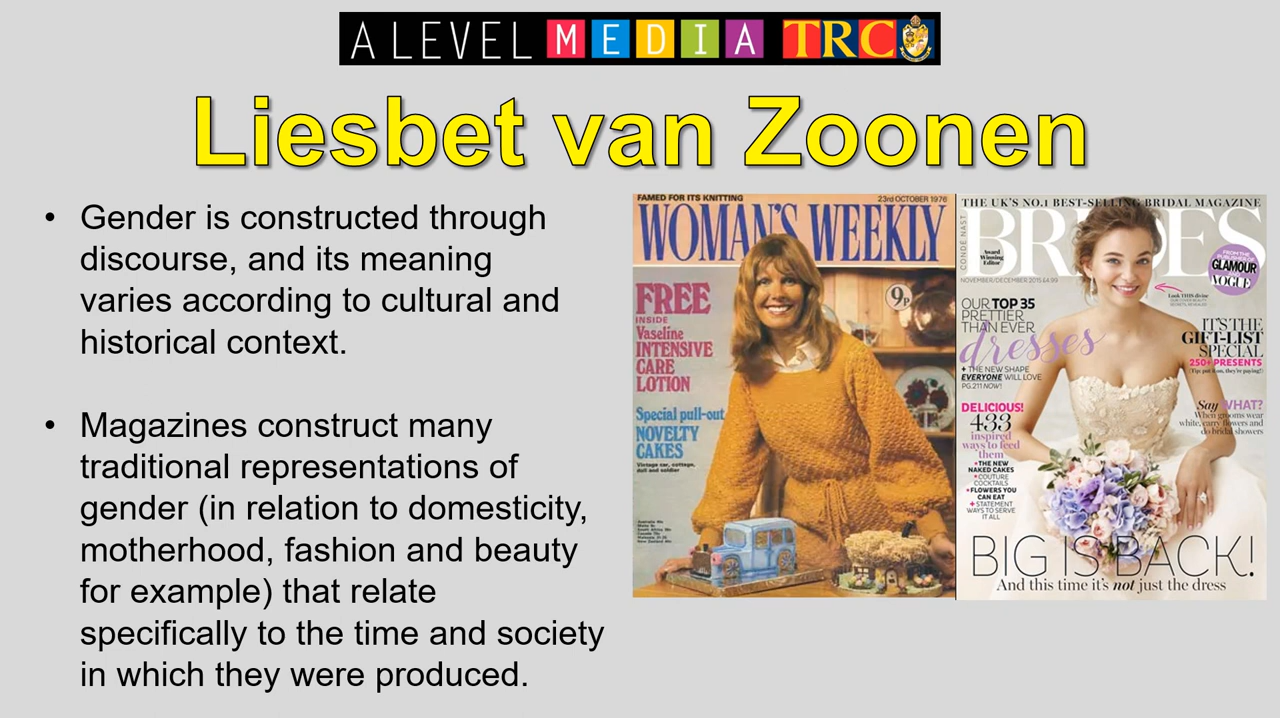 A LEVEL MEDIA TRC
Liesbet van Zoonen
• Gender is constructed through
discourse, and its meaning
varies according to cultural and
historical context.
• Magazines construct many
traditional representations of
gender (in relation to domesticity,
motherhood, fashion and beauty
for example) that relate
specifically to the time and society
in which they were produced.
FAMED FOR ITS KNITTING
23rd OCTOBER 1976
WOMAN'S WEEKLY
9p
FREE
INSIDE
Vaseline
INTENSIVE
CARE
LOTION
Special pull-out
NOVELTY
CAKES
Vintage car, cottage,
doll and soldier
THE UK'S NO.1 BEST-SELLING BRIDAL MAGAZINE
BRIDES
CONDE NAST
Award
Winning
Editor
NOVEMBER/DECEMBER 2015 £4.99
FROM THE
PUBLISHER OF
GLAMOUR
VOGUE
Look THIS divine
OUR TOP 35
PRETTIER
THAN EVER
dresses
+ THE NEW SHAPE
EVERYONE WILL LOVE
PG.211 NOW!
IT'S THE
GIFT-LIST
SPECIAL
250+ PRESENTS
(Tip: put it on, they're paying!)
DELICIOUS!
433
inspired
ways to feed
them
• THE NEW
NAKED CAKES
• COUTURE
COCKTAILS
• FLOWERS YOU
CAN EAT
• STATEMENT
WAYS TO SERVE
IT ALL
Say WHAT?
When grooms wear
white, carry flowers and
do bridal showers
BIG IS BACK!
And this time it's not just the dress